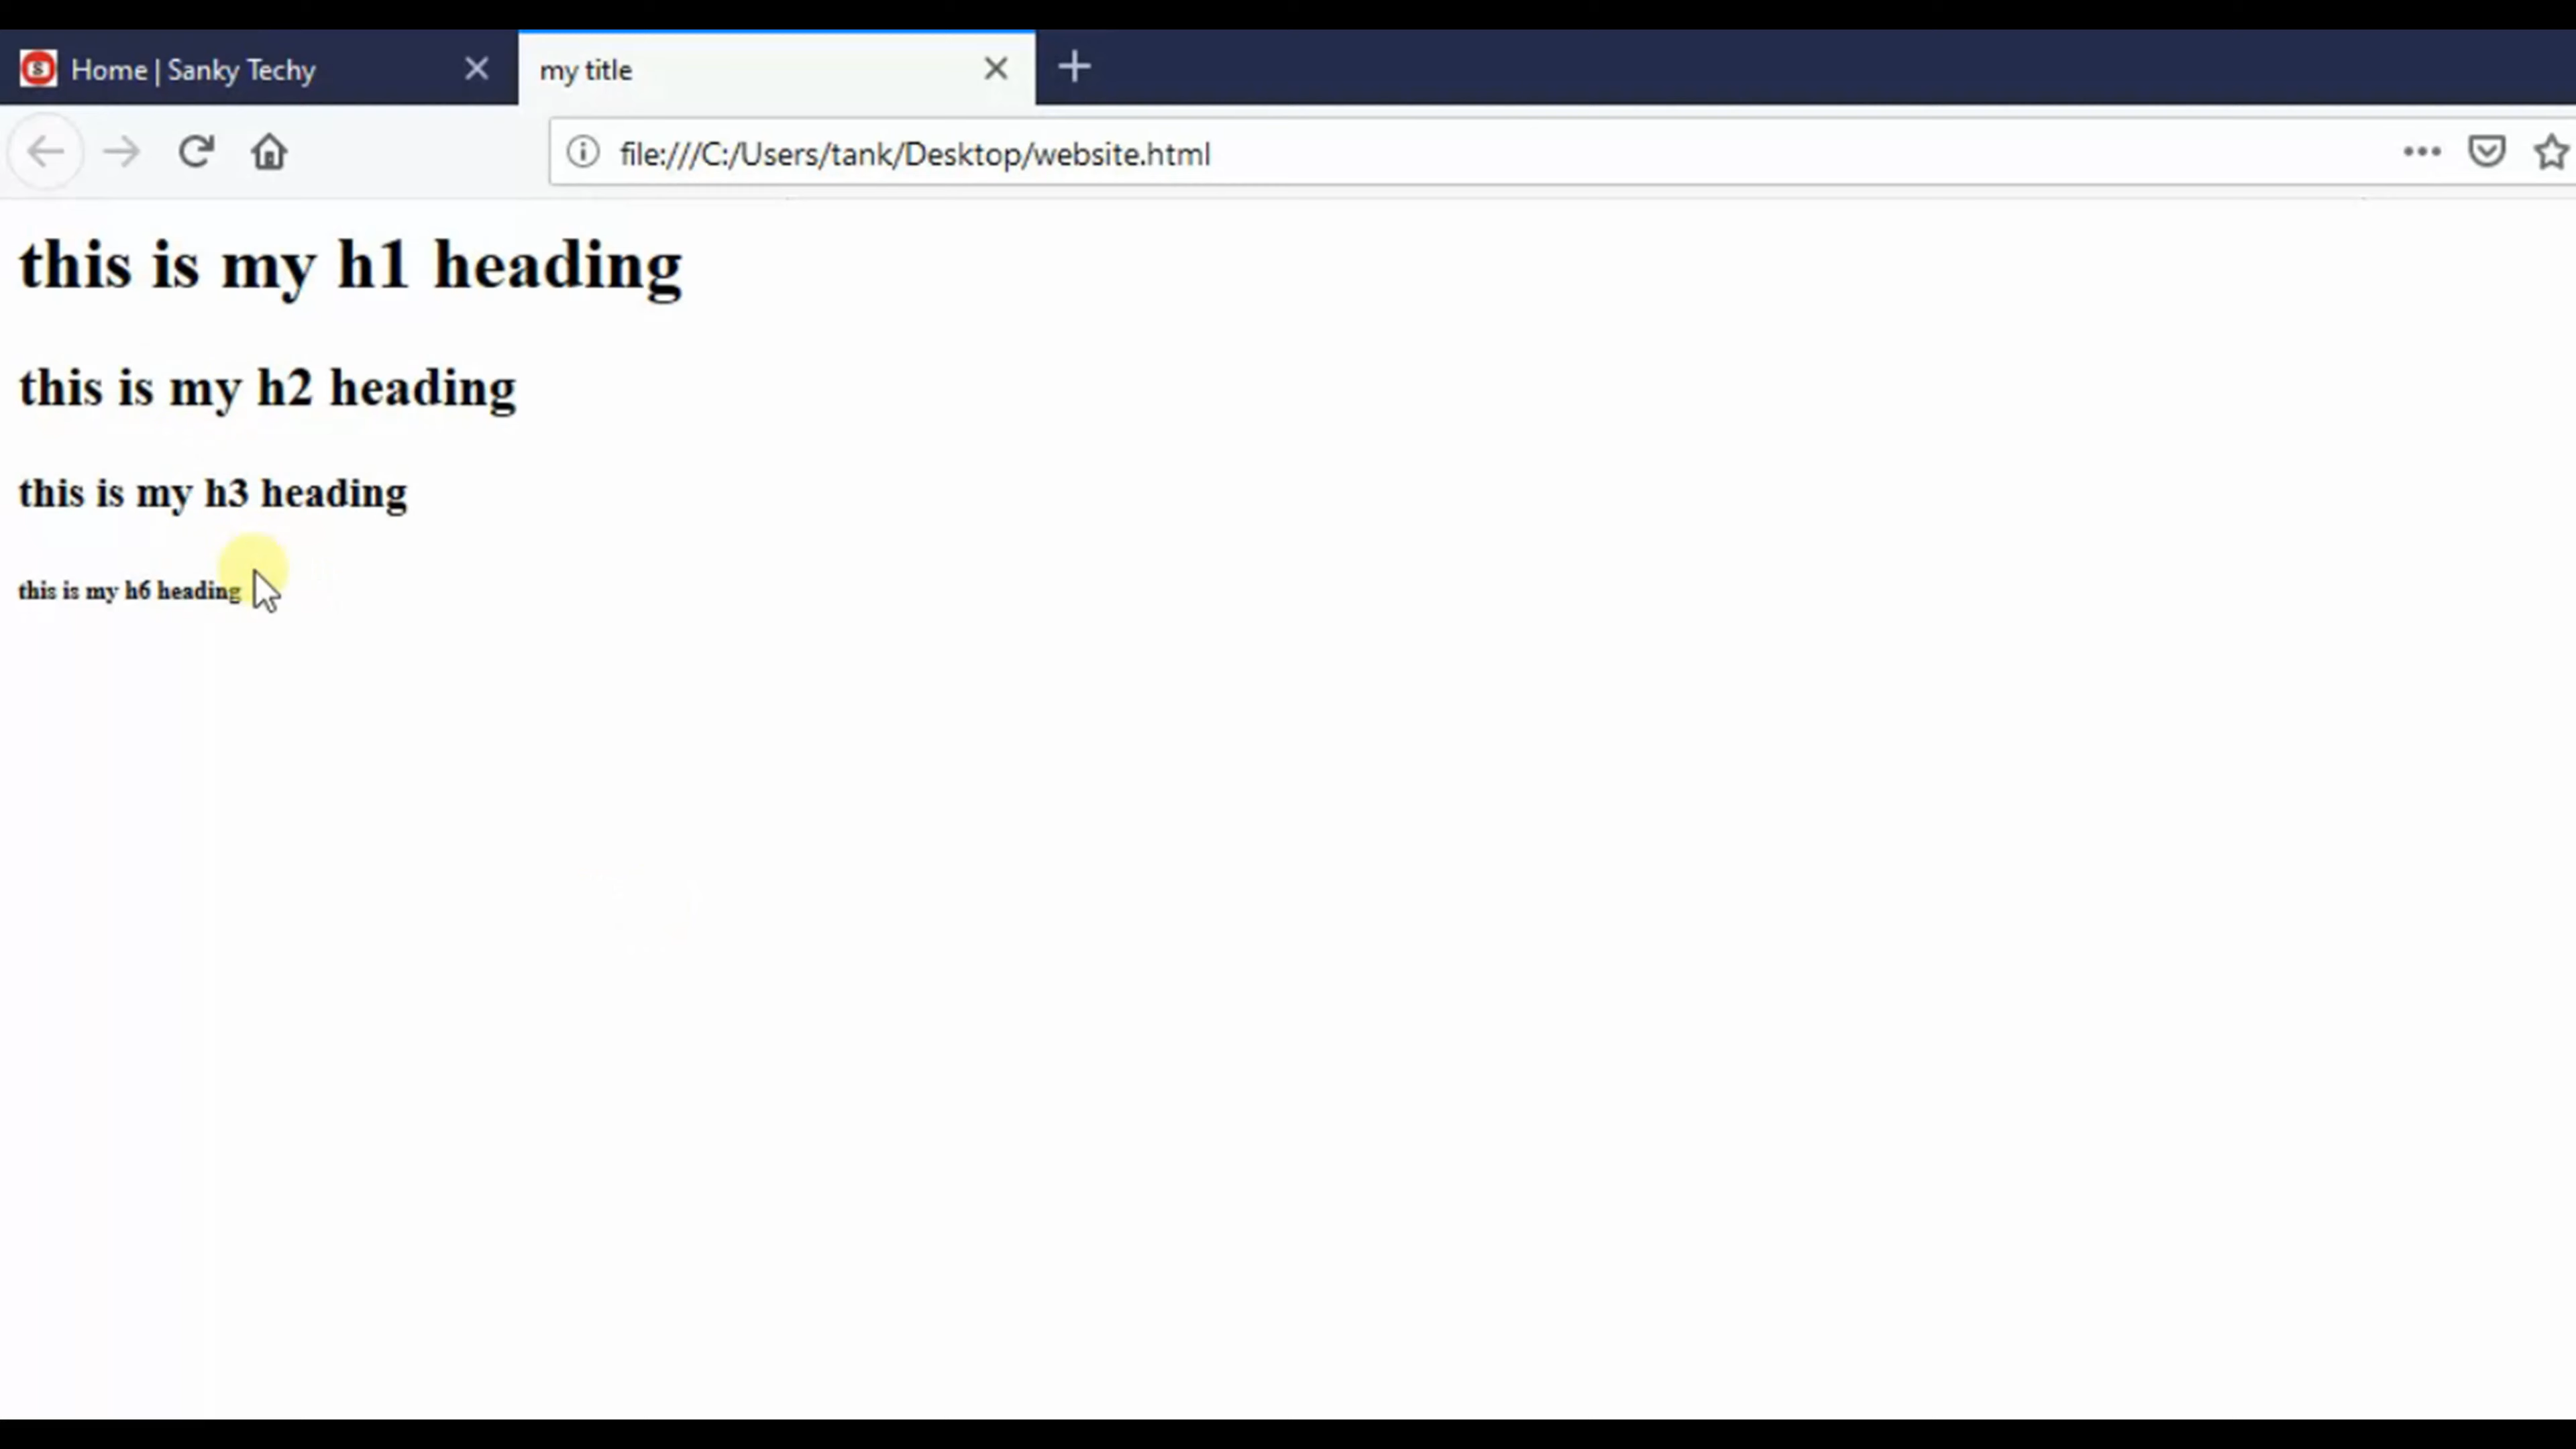 Home | Sanky Techy
my title
file:///C:/Users/tank/Desktop/website.html
this is my h1 heading
this is my h2 heading
this is my h3 heading
this is my h6 heading